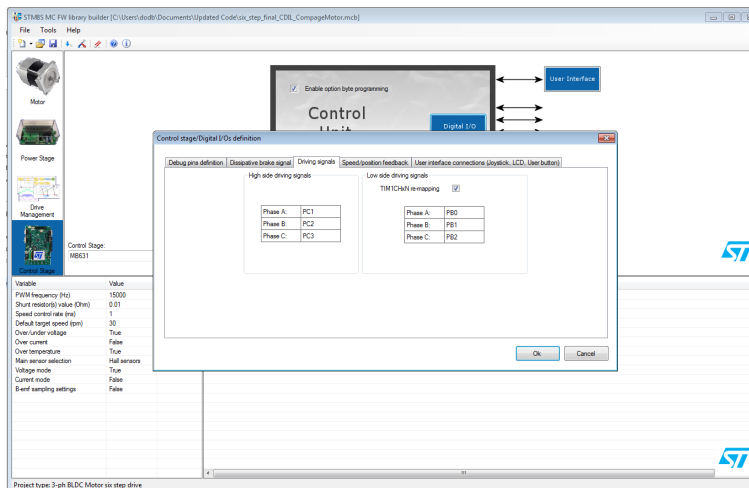 STMBS MC FW library builder [C:\Users\dodb\Documents\Updated Code\six_step_final_CDIL_CompageMotor.mcb]
File Tools Help
Enable option byte programming
User Interface
Control
Digital I/O
Motor
Power Stage
Drive
Management
Control Stage
Control Stage:
MB631
Control stage/Digital I/Os definition
Debug pins definition Dissipative brake signal Driving signals Speed/position feedback User interface connections (Joystick, LCD, User button)
High side driving signals
Phase A: PC1
Phase B: PC2
Phase C: PC3
Low side driving signals
TIM1CHxN re-mapping
Phase A: PB0
Phase B: PB1
Phase C: PB2
Ok Cancel
ST
Variable Value
PWM frequency (Hz) 15000
Shunt resistor(s) value (Ohm) 0.01
Speed control rate (ms) 1
Default target speed (rpm) 30
Over/under voltage True
Over current False
Over temperature True
Main sensor selection Hall sensors
Voltage mode True
Current mode False
B-emf sampling settings False
ST
Project type: 3-ph BLDC Motor six step drive